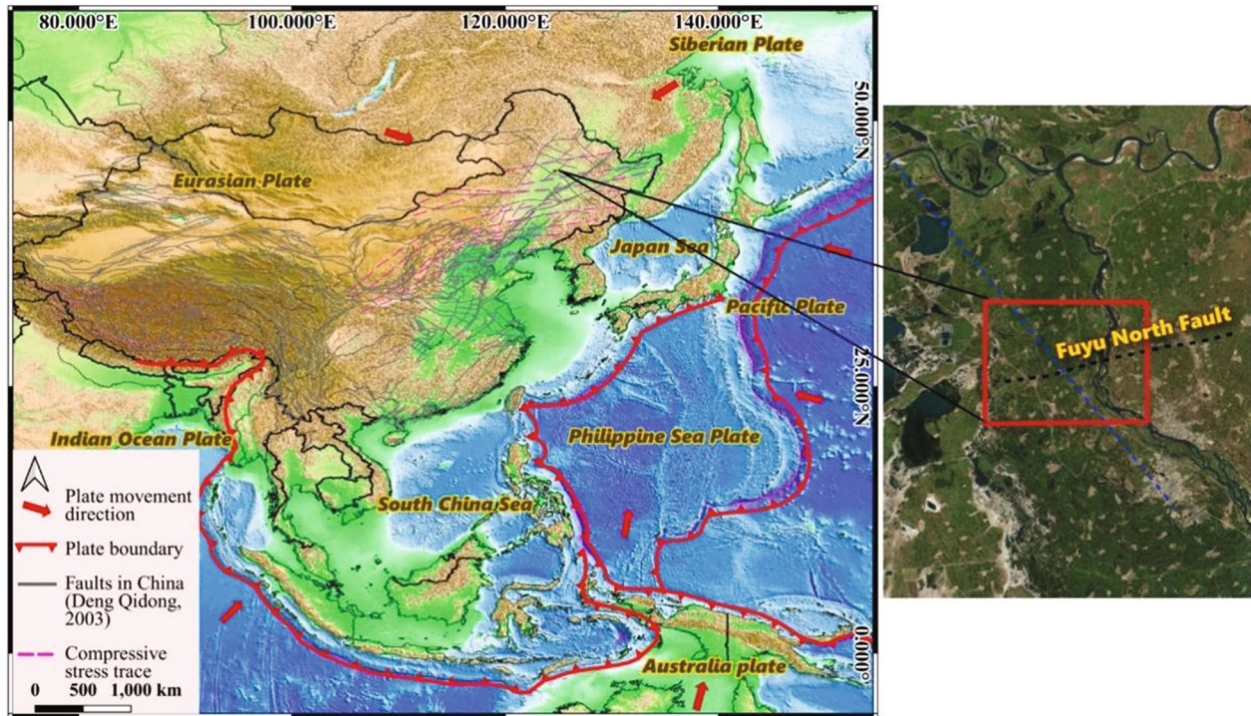 80.000°E
100.000°E
120.000°E
140.000°E
Siberian Plate
50.000°N
Eurasian Plate
Japan Sea
Pacific Plate
Fuyu North Fault
25.000°N
Indian Ocean Plate
Philippine Sea Plate
South China Sea
Plate movement
direction
Plate boundary
Faults in China
(Deng Qidong,
2003)
Compressive
stress trace
0.000°
Australia plate
0 500 1,000 km